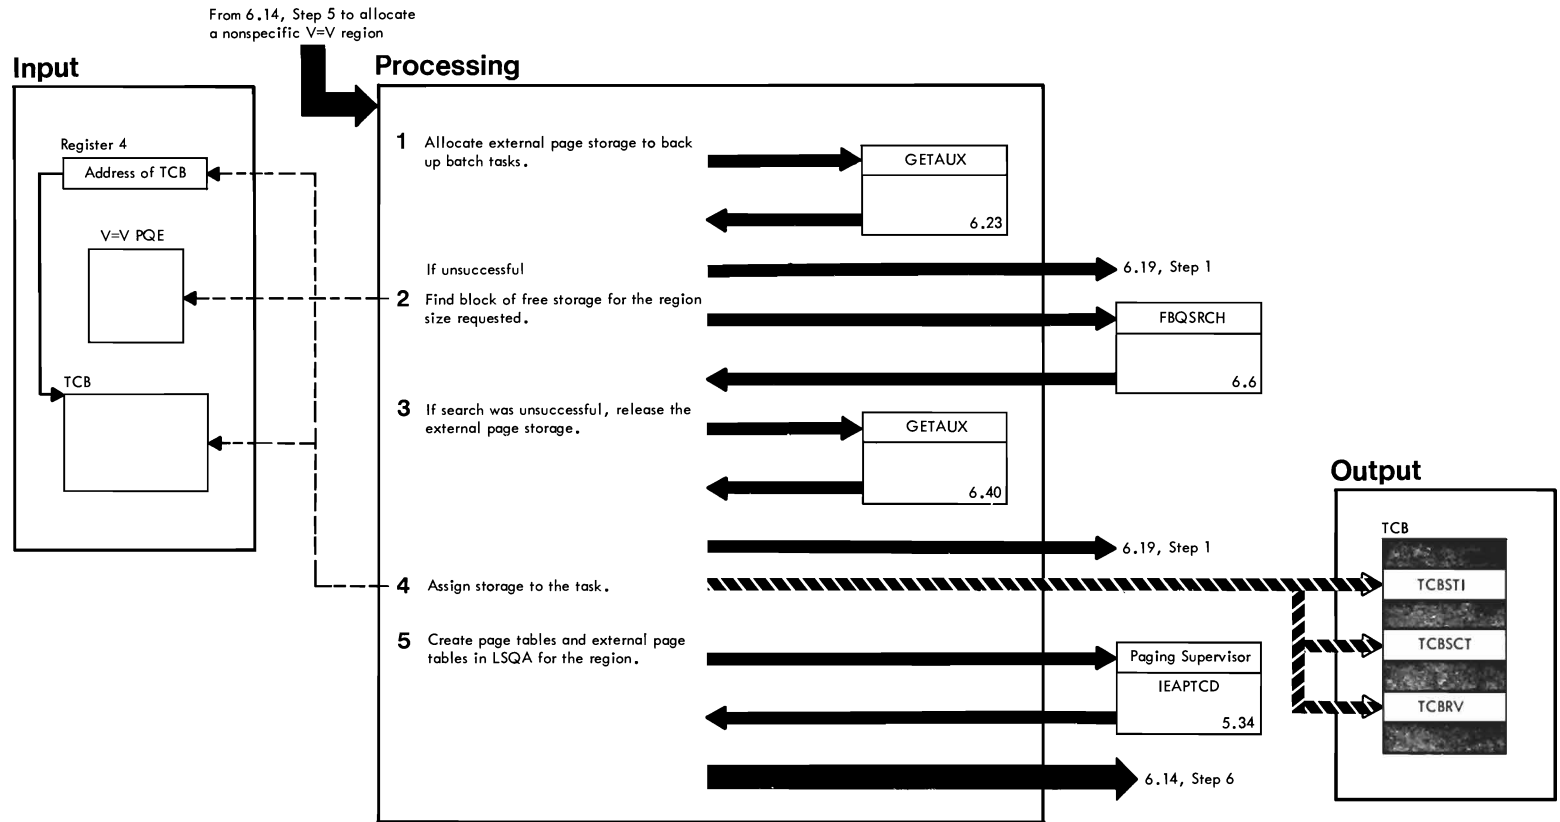 From 6.14, Step 5 to allocate
a nonspecific V=V region
Input
Processing
Register 4
Address of TCB
V=V PQE
TCB
1 Allocate external page storage to back
up batch tasks.
GETAUX
6.23
If unsuccessful
6.19, Step 1
2 Find block of free storage for the region
size requested.
FBQSRCH
6.6
3 If search was unsuccessful, release the
external page storage.
GETAUX
6.40
6.19, Step 1
4 Assign storage to the task.
5 Create page tables and external page
tables in LSQA for the region.
Paging Supervisor
IEAPTCD
5.34
6.14, Step 6
Output
TCB
TCBSTI
TCBSCT
TCBRV